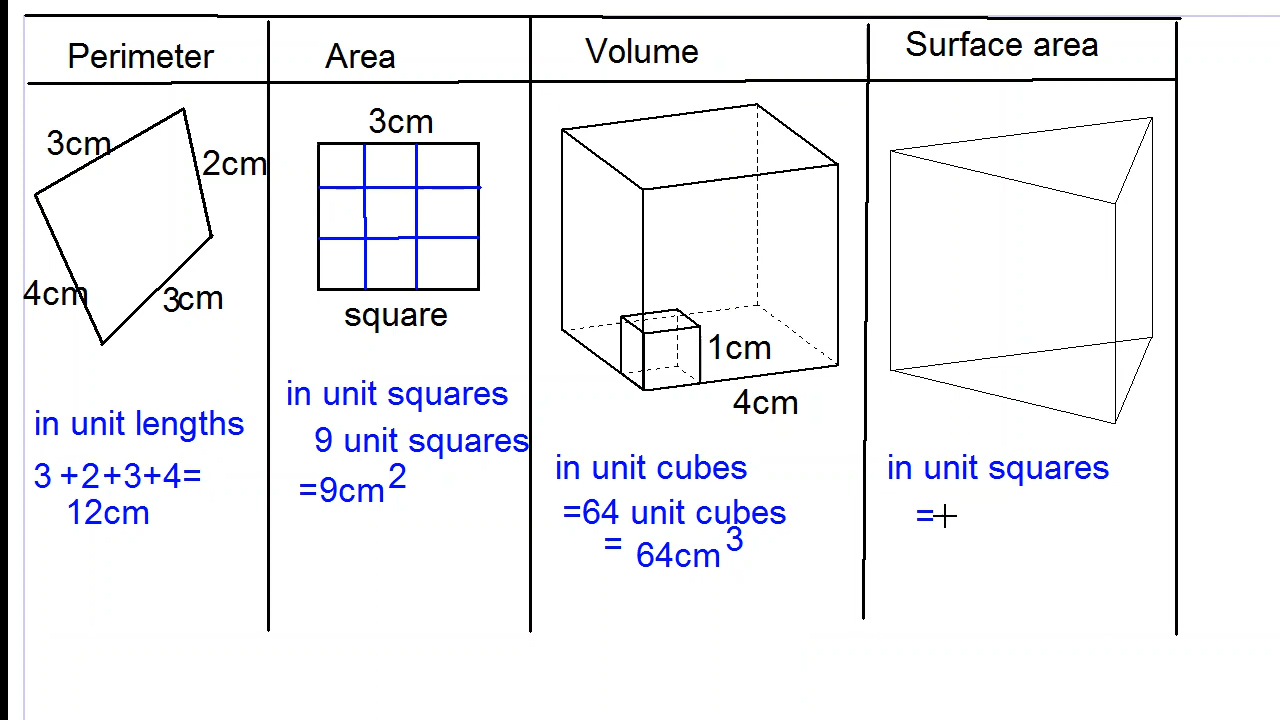 Perimeter
3cm
2cm
4cm
3cm
in unit lengths
3 +2+3+4=
12cm
Area
3cm
square
in unit squares
9 unit squares
=9cm²
Volume
1cm
4cm
in unit cubes
=64 unit cubes
= 64cm³
Surface area
in unit squares
=